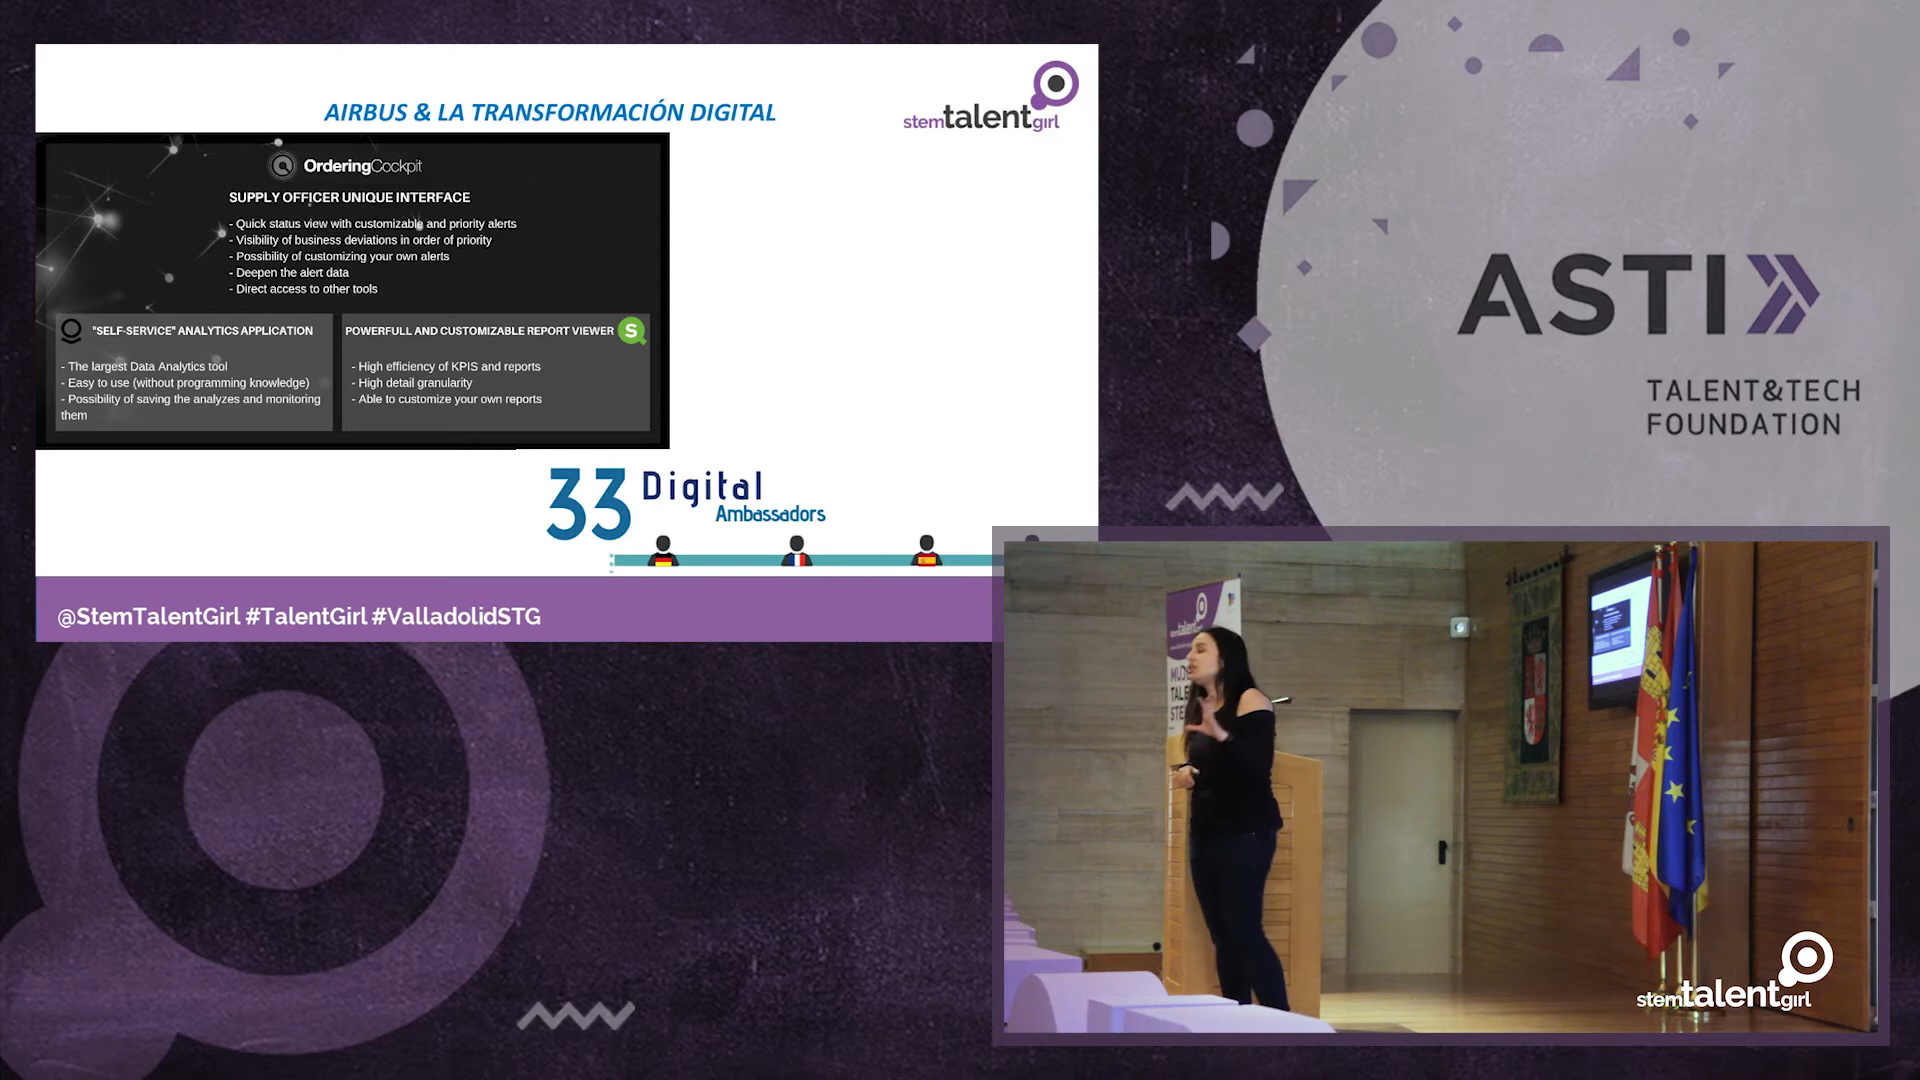 AIRBUS & LA TRANSFORMACIÓN DIGITAL
stemtalentgirl
OrderingCockpit
SUPPLY OFFICER UNIQUE INTERFACE
- Quick status view with customizable and priority alerts
- Visibility of business deviations in order of priority
- Possibility of customizing your own alerts
- Deepen the alert data
- Direct access to other tools
"SELF-SERVICE" ANALYTICS APPLICATION
- The largest Data Analytics tool
- Easy to use (without programming knowledge)
- Possibility of saving the analyzes and monitoring
them
POWERFULL AND CUSTOMIZABLE REPORT VIEWER
S
- High efficiency of KPIS and reports
- High detail granularity
- Able to customize your own reports
33 Digital
Ambassadors
@StemTalentGirl #TalentGirl #ValladolidSTG
ASTI
TALENT&TECH
FOUNDATION
stemtalentgirl